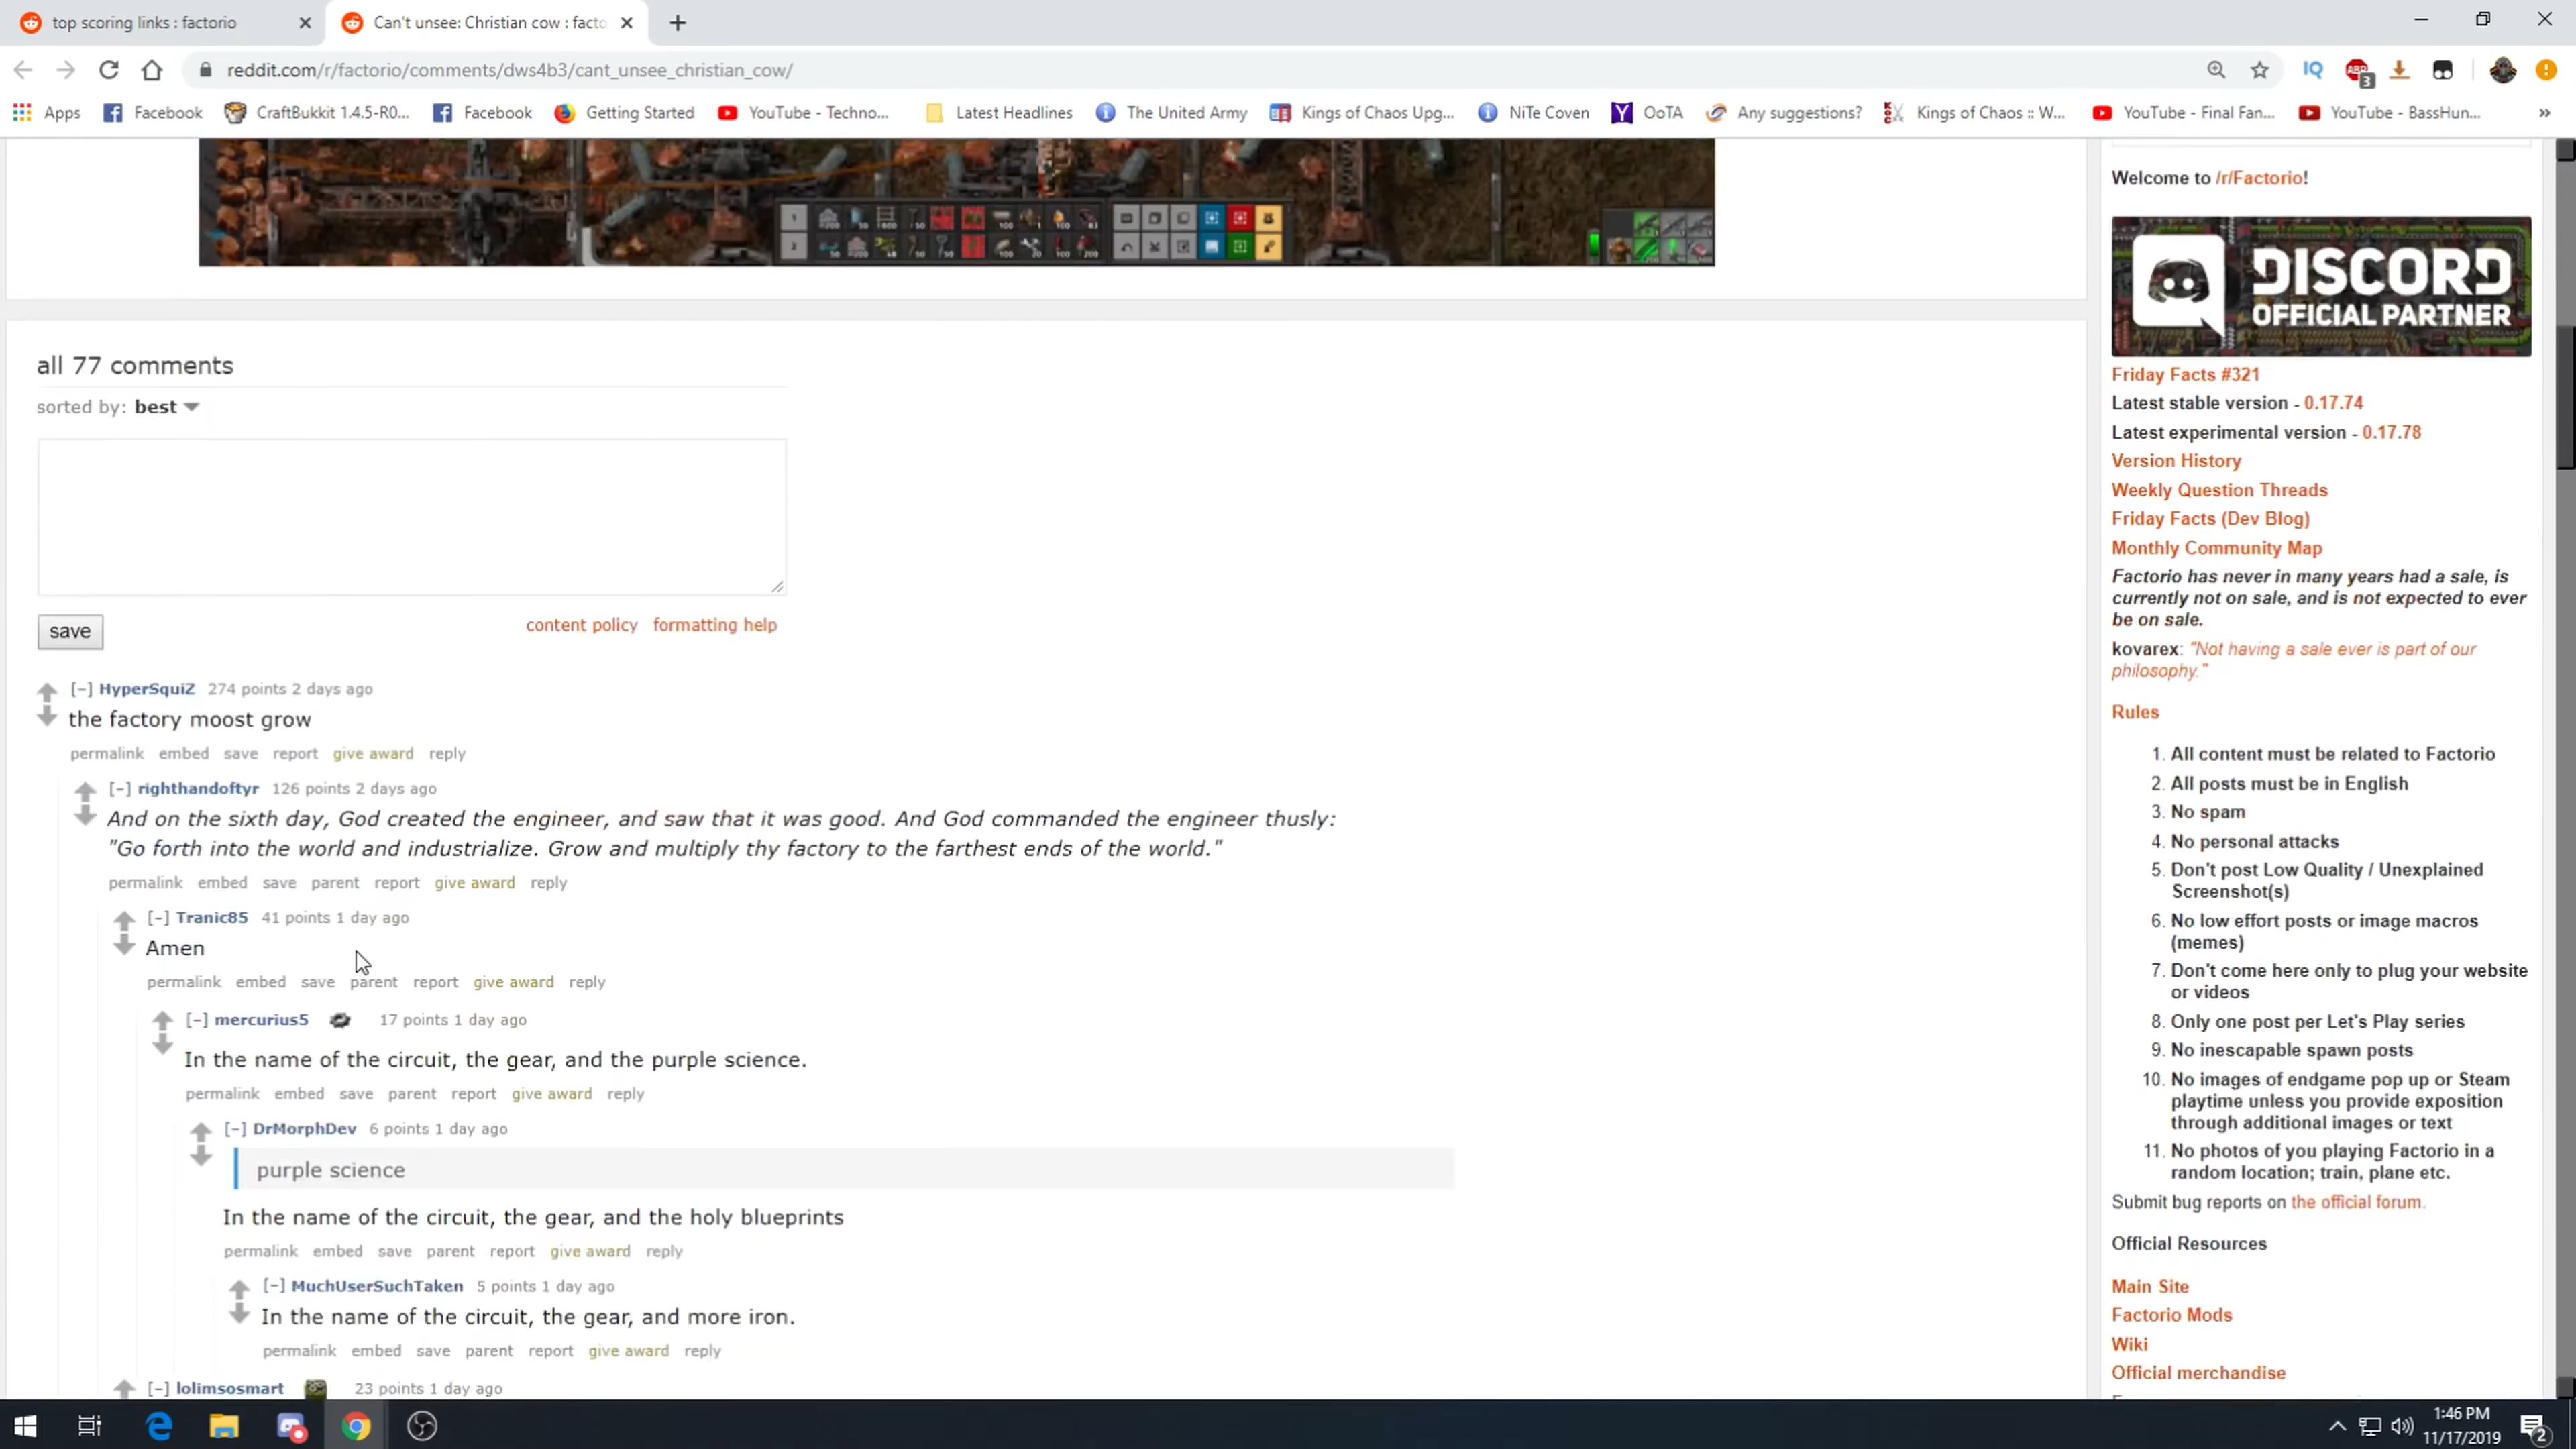 top scoring links : factorio
Can't unsee: Christian cow : facto
reddit.com/r/factorio/comments/dws4b3/cant_unsee_christian_cow/
3
Apps Facebook CraftBukkit 1.4.5-R0... Facebook Getting Started YouTube - Techno... Latest Headlines The United Army Kings of Chaos Upg... NiTe Coven OoTA Any suggestions? Kings of Chaos :: W... YouTube - Final Fan... YouTube - BassHun... »
all 77 comments
sorted by: best
save
content policy formatting help
[–] HyperSquiZ 274 points 2 days ago
the factory moost grow
permalink embed save report give award reply
[–] righthandoftyr 126 points 2 days ago
And on the sixth day, God created the engineer, and saw that it was good. And God commanded the engineer thusly:
"Go forth into the world and industrialize. Grow and multiply thy factory to the farthest ends of the world."
permalink embed save parent report give award reply
[–] Tranic85 41 points 1 day ago
Amen
permalink embed save parent report give award reply
[–] mercurius5 17 points 1 day ago
In the name of the circuit, the gear, and the purple science.
permalink embed save parent report give award reply
[–] DrMorphDev 6 points 1 day ago
purple science
In the name of the circuit, the gear, and the holy blueprints
permalink embed save parent report give award reply
[–] MuchUserSuchTaken 5 points 1 day ago
In the name of the circuit, the gear, and more iron.
permalink embed save parent report give award reply
[–] lolimsosmart 23 points 1 day ago
Welcome to /r/Factorio!
DISCORD
OFFICIAL PARTNER
Friday Facts #321
Latest stable version - 0.17.74
Latest experimental version - 0.17.78
Version History
Weekly Question Threads
Friday Facts (Dev Blog)
Monthly Community Map
Factorio has never in many years had a sale, is
currently not on sale, and is not expected to ever
be on sale.
kovarex: "Not having a sale ever is part of our
philosophy."
Rules
1. All content must be related to Factorio
2. All posts must be in English
3. No spam
4. No personal attacks
5. Don't post Low Quality / Unexplained
Screenshot(s)
6. No low effort posts or image macros
(memes)
7. Don't come here only to plug your website
or videos
8. Only one post per Let's Play series
9. No inescapable spawn posts
10. No images of endgame pop up or Steam
playtime unless you provide exposition
through additional images or text
11. No photos of you playing Factorio in a
random location; train, plane etc.
Submit bug reports on the official forum.
Official Resources
Main Site
Factorio Mods
Wiki
Official merchandise
1:46 PM
11/17/2019
2